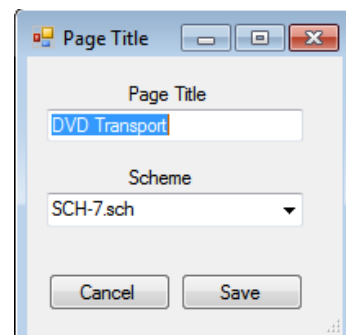 Page Title
Page Title
DVD Transport
Scheme
SCH-7.sch
Cancel Save